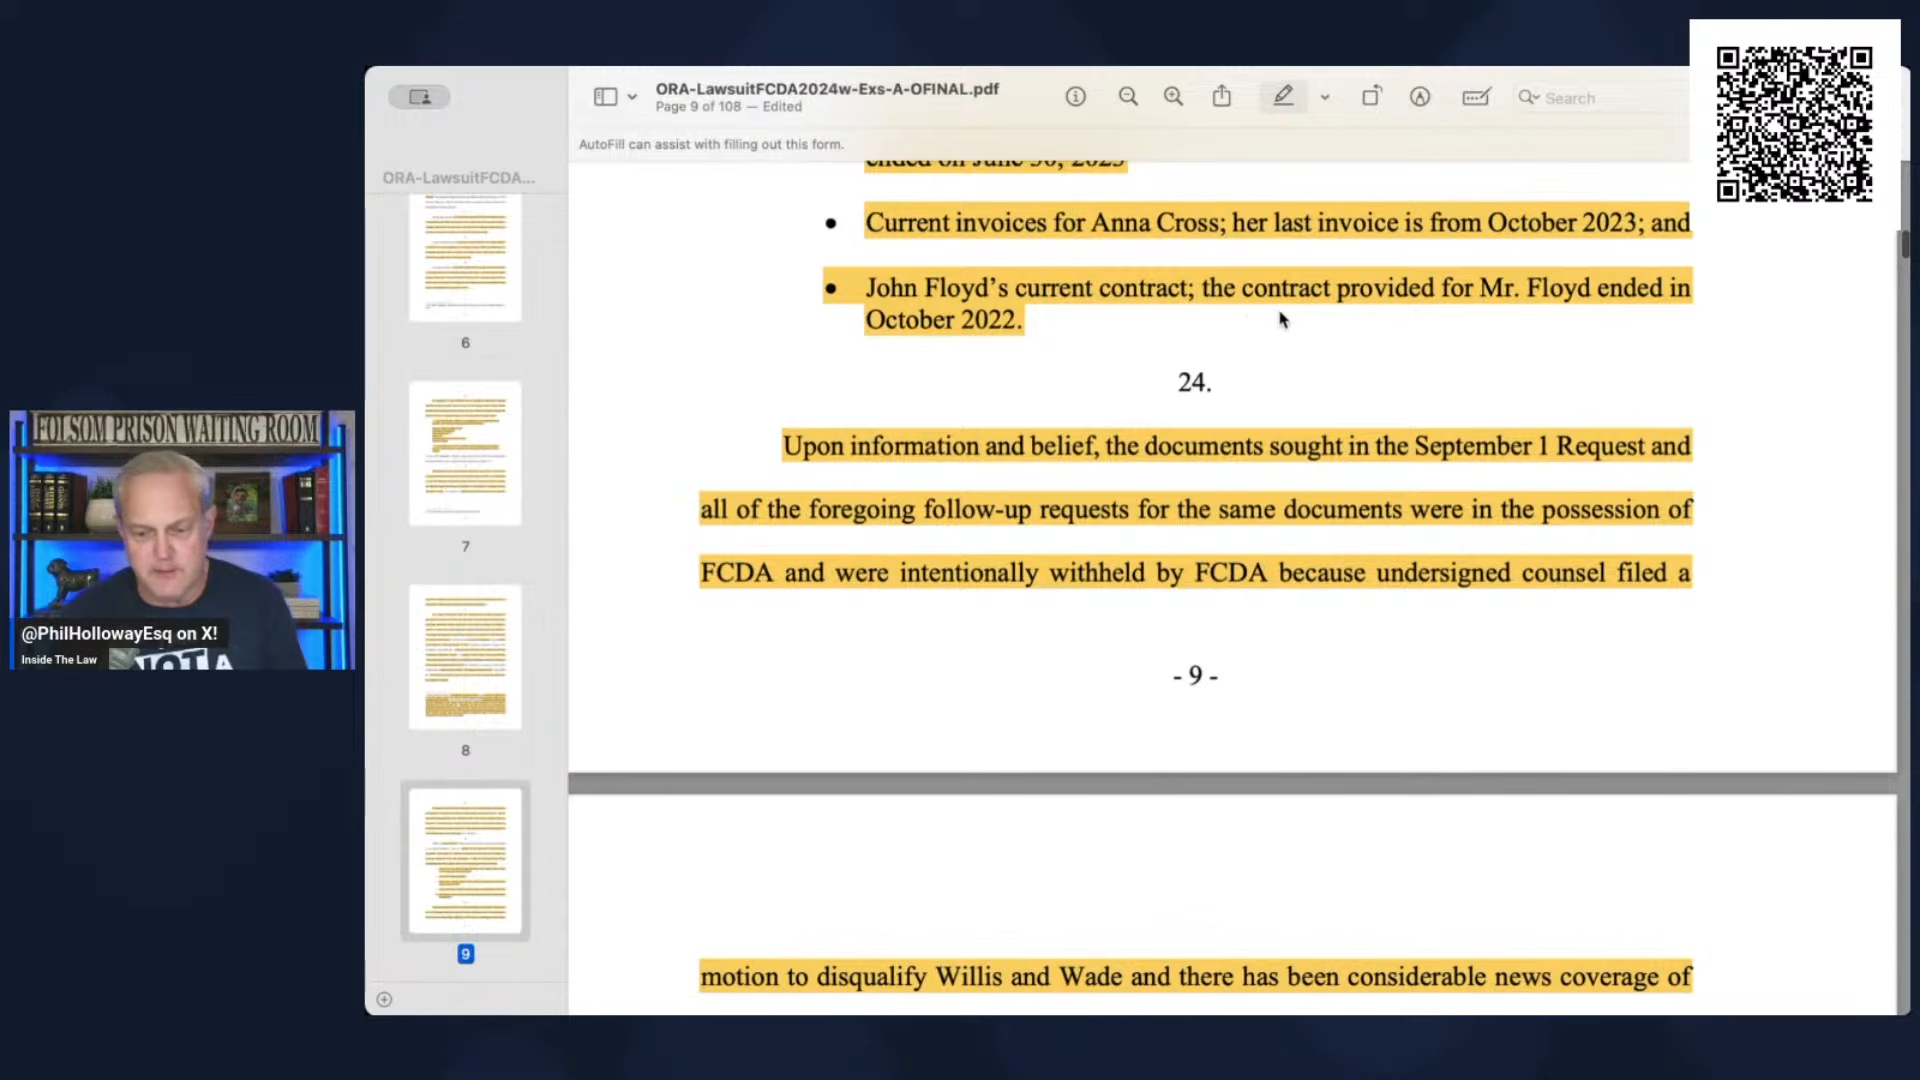 ORA-LawsuitFCDA2024w-Exs-A-OFINAL.pdf
Page 9 of 108 — Edited
Search
AutoFill can assist with filling out this form.
ORA-LawsuitFCDA...
6
7
8
9
ended on June 30, 2023
• Current invoices for Anna Cross; her last invoice is from October 2023; and
• John Floyd’s current contract; the contract provided for Mr. Floyd ended in
October 2022.
24.
Upon information and belief, the documents sought in the September 1 Request and
all of the foregoing follow-up requests for the same documents were in the possession of
FCDA and were intentionally withheld by FCDA because undersigned counsel filed a
- 9 -
motion to disqualify Willis and Wade and there has been considerable news coverage of
FOLSOM PRISON WAITING ROOM
@PhilHollowayEsq on X!
Inside The Law
NOT A